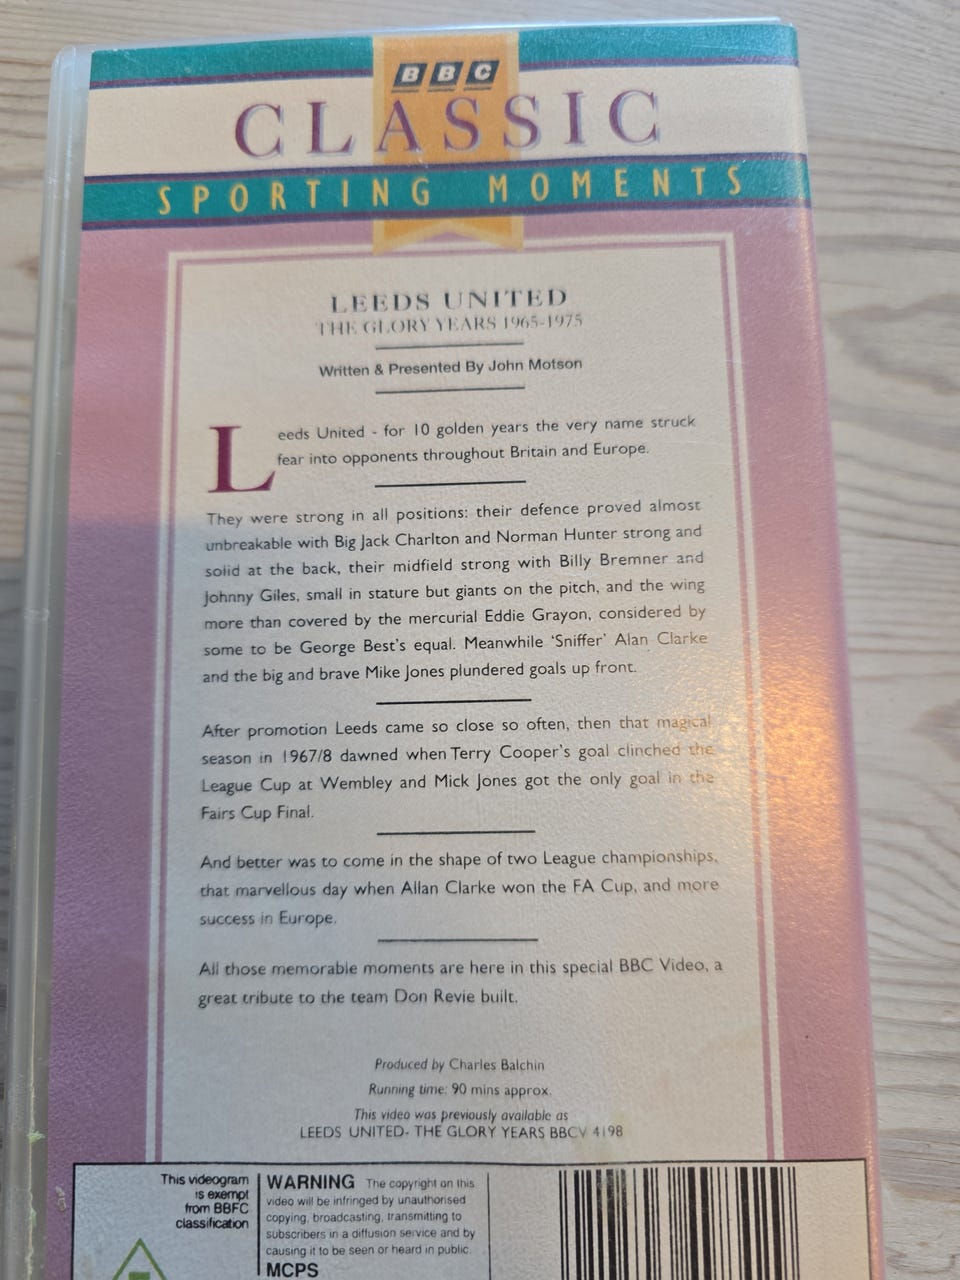 BBC
CLASSIC
SPORTING MOMENTS
LEEDS UNITED
THE GLORY YEARS 1965-1975
Written & Presented By John Motson
Leeds United - for 10 golden years the very name struck
fear into opponents throughout Britain and Europe.
They were strong in all positions: their defence proved almost
unbreakable with Big Jack Charlton and Norman Hunter strong and
solid at the back, their midfield strong with Billy Bremner and
Johnny Giles, small in stature but giants on the pitch, and the wing
more than covered by the mercurial Eddie Grayon, considered by
some to be George Best's equal. Meanwhile 'Sniffer' Alan Clarke
and the big and brave Mike Jones plundered goals up front.
After promotion Leeds came so close so often, then that magical
season in 1967/8 dawned when Terry Cooper's goal clinched the
League Cup at Wembley and Mick Jones got the only goal in the
Fairs Cup Final.
And better was to come in the shape of two League championships,
that marvellous day when Allan Clarke won the FA Cup, and more
success in Europe.
All those memorable moments are here in this special BBC Video, a
great tribute to the team Don Revie built.
Produced by Charles Balchin
Running time: 90 mins approx.
This video was previously available as
LEEDS UNITED- THE GLORY YEARS BBCV 4198
This videogram
is exempt
from BBFC
classification
WARNING The copyright on this
video will be infringed by unauthorised
copying, broadcasting, transmitting to
subscribers in a diffusion service and by
causing it to be seen or heard in public.
MCPS